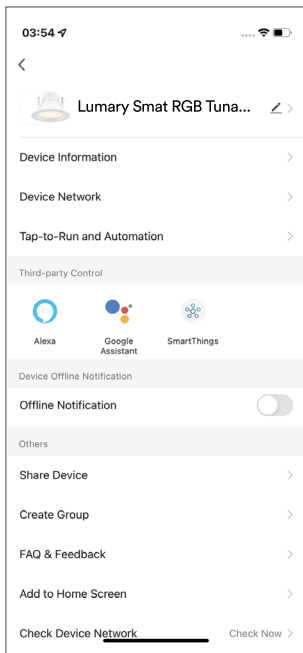 03:54
Lumary Smat RGB Tuna...
Device Information
Device Network
Tap-to-Run and Automation
Third-party Control
Alexa
Google
Assistant
SmartThings
Device Offline Notification
Offline Notification
Others
Share Device
Create Group
FAQ & Feedback
Add to Home Screen
Check Device Network Check Now